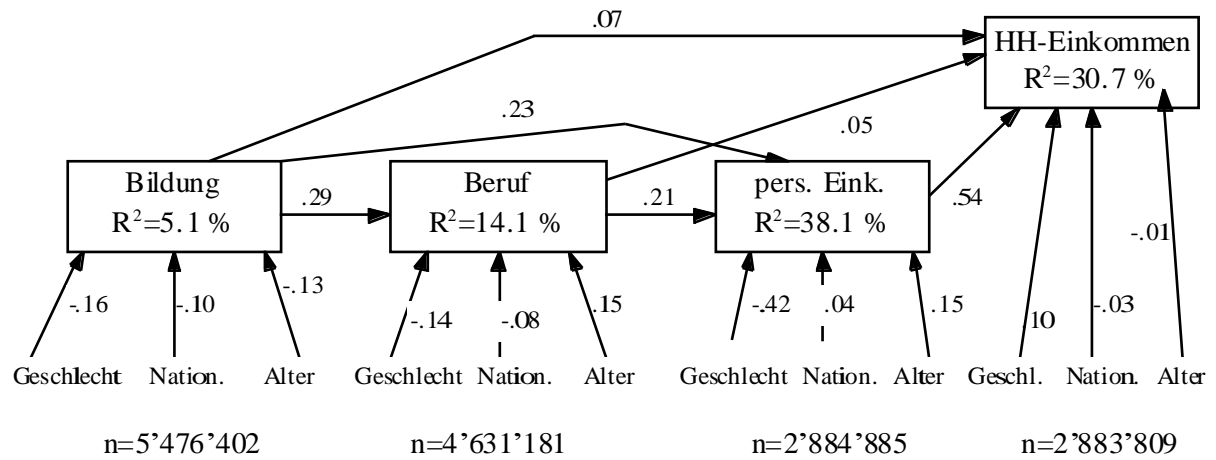 .07
HH-Einkommen
R²=30.7 %
.23
.05
Bildung
R²=5.1 %
.29
Beruf
R²=14.1 %
.21
pers. Eink.
R²=38.1 %
.54
-.01
-.16
-.10
-.13
-.14
-.08
.15
-.42
.04
.15
.10
-.03
Geschlecht Nation. Alter
Geschlecht Nation. Alter
Geschlecht Nation. Alter
Geschl. Nation. Alter
n=5'476'402
n=4'631'181
n=2'884'885
n=2'883'809